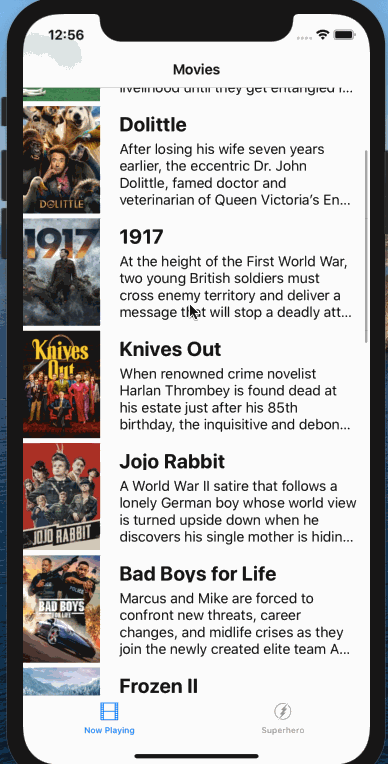 12:56
Movies
livelihood until they get entangled i...
Dolittle
After losing his wife seven years
earlier, the eccentric Dr. John
Dolittle, famed doctor and
veterinarian of Queen Victoria's En...
DOLITTLE
1917
1917
At the height of the First World War,
two young British soldiers must
cross enemy territory and deliver a
message that will stop a deadly att...
Knives Out
Knives
Out
When renowned crime novelist
Harlan Thrombey is found dead at
his estate just after his 85th
birthday, the inquisitive and debon...
Jojo Rabbit
A World War II satire that follows a
lonely German boy whose world view
is turned upside down when he
discovers his single mother is hidin...
JOJO RABBIT
Bad Boys for Life
Marcus and Mike are forced to
confront new threats, career
changes, and midlife crises as they
join the newly created elite team A...
BAD BOYS
Frozen II
Now Playing
Superhero